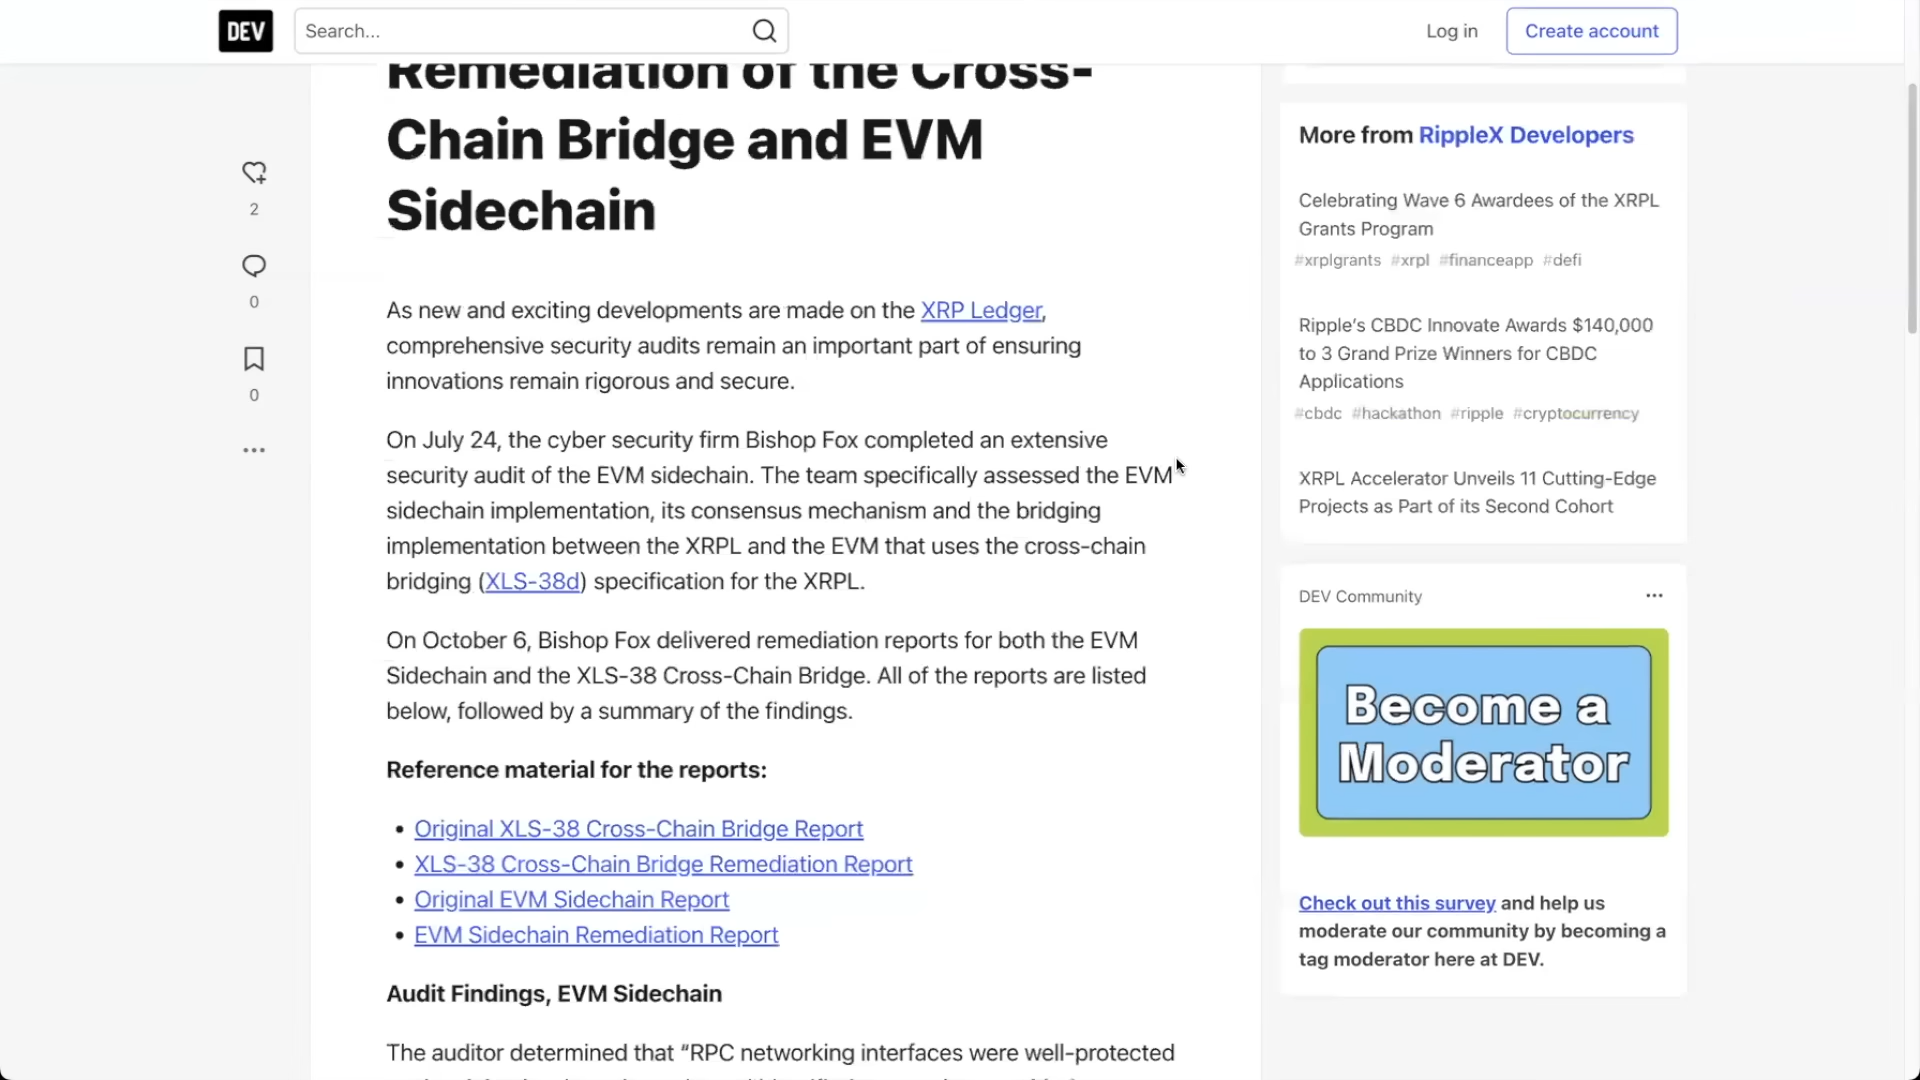 DEV
Search...
Log in
Create account
Remediation of the Cross-
Chain Bridge and EVM
Sidechain
2
0
0
As new and exciting developments are made on the XRP Ledger,
comprehensive security audits remain an important part of ensuring
innovations remain rigorous and secure.
On July 24, the cyber security firm Bishop Fox completed an extensive
security audit of the EVM sidechain. The team specifically assessed the EVM
sidechain implementation, its consensus mechanism and the bridging
implementation between the XRPL and the EVM that uses the cross-chain
bridging (XLS-38d) specification for the XRPL.
On October 6, Bishop Fox delivered remediation reports for both the EVM
Sidechain and the XLS-38 Cross-Chain Bridge. All of the reports are listed
below, followed by a summary of the findings.
Reference material for the reports:
• Original XLS-38 Cross-Chain Bridge Report
• XLS-38 Cross-Chain Bridge Remediation Report
• Original EVM Sidechain Report
• EVM Sidechain Remediation Report
Audit Findings, EVM Sidechain
The auditor determined that “RPC networking interfaces were well-protected
More from RippleX Developers
Celebrating Wave 6 Awardees of the XRPL
Grants Program
#xrplgrants #xrpl #financeapp #defi
Ripple’s CBDC Innovate Awards $140,000
to 3 Grand Prize Winners for CBDC
Applications
#cbdc #hackathon #ripple #cryptocurrency
XRPL Accelerator Unveils 11 Cutting-Edge
Projects as Part of its Second Cohort
DEV Community
Become a
Moderator
Check out this survey and help us
moderate our community by becoming a
tag moderator here at DEV.